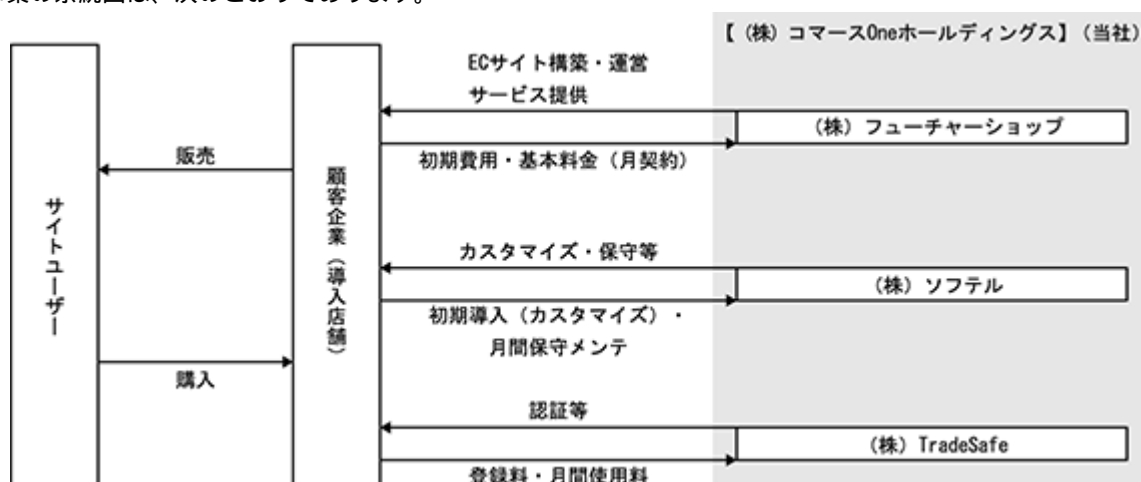 系統図は、次のとおりであります。
【（株）コマースOneホールディングス】（当社）
ECサイト構築・運営
サービス提供
（株）フューチャーショップ
初期費用・基本料金（月契約）
販売
サイトユーザー
顧客企業（導入店舗）
カスタマイズ・保守等
（株）ソフテル
初期導入（カスタマイズ）・
月間保守メンテ
購入
認証等
（株）TradeSafe
登録料・月間使用料